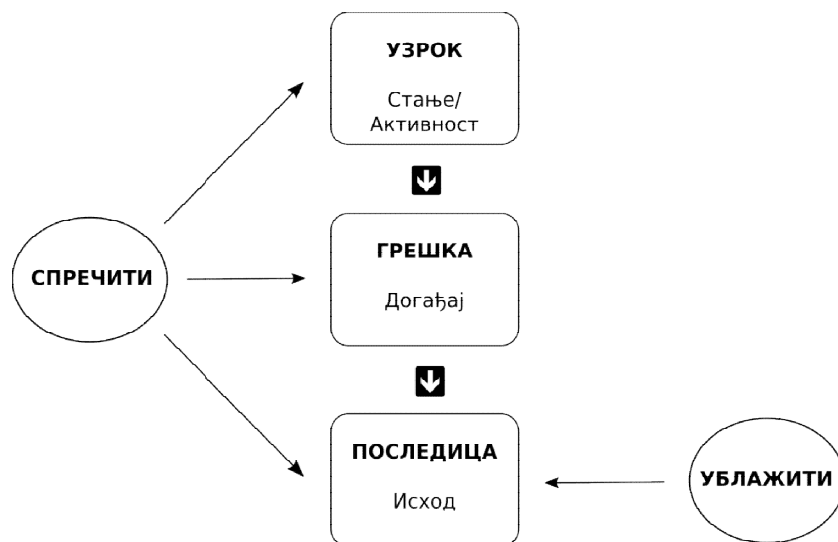 УЗРОК
Стање/
Активност
СПРЕЧИТИ
ГРЕШКА
Догађај
ПОСЛЕДИЦА
Исход
УБЛАЖИТИ